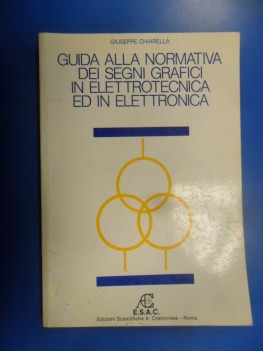 GIUSEPPE CHIARELLA
GUIDA ALLA NORMATIVA
DEI SEGNI GRAFICI
IN ELETTROTECNICA
ED IN ELETTRONICA
E.S.A.C.
Edizioni Scientifiche A. Cremonese - Roma